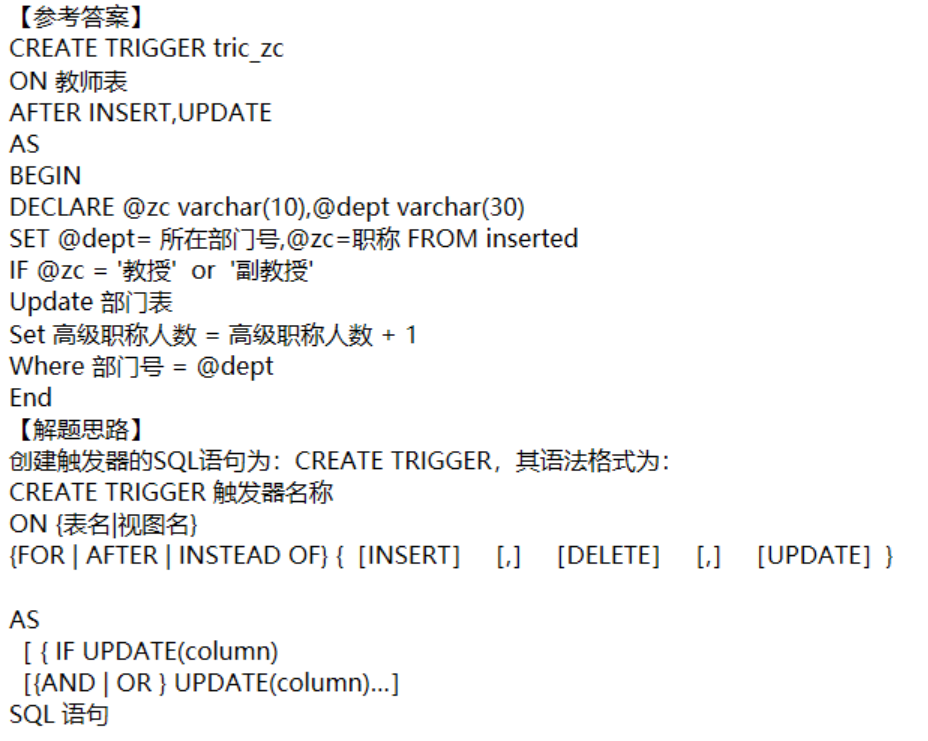 【参考答案】
CREATE TRIGGER tric_zc
ON 教师表
AFTER INSERT,UPDATE
AS
BEGIN
DECLARE @zc varchar(10),@dept varchar(30)
SET @dept= 所在部门号,@zc=职称 FROM inserted
IF @zc = '教授'  or  '副教授'
Update 部门表
Set 高级职称人数 = 高级职称人数 + 1
Where 部门号 = @dept
End
【解题思路】
创建触发器的SQL语句为：CREATE TRIGGER，其语法格式为：
CREATE TRIGGER 触发器名称
ON {表名|视图名}
{FOR | AFTER | INSTEAD OF} {  [INSERT]    [,]    [DELETE]    [,]    [UPDATE]  }
AS
[ { IF UPDATE(column)
[{AND | OR } UPDATE(column)…]
SQL 语句